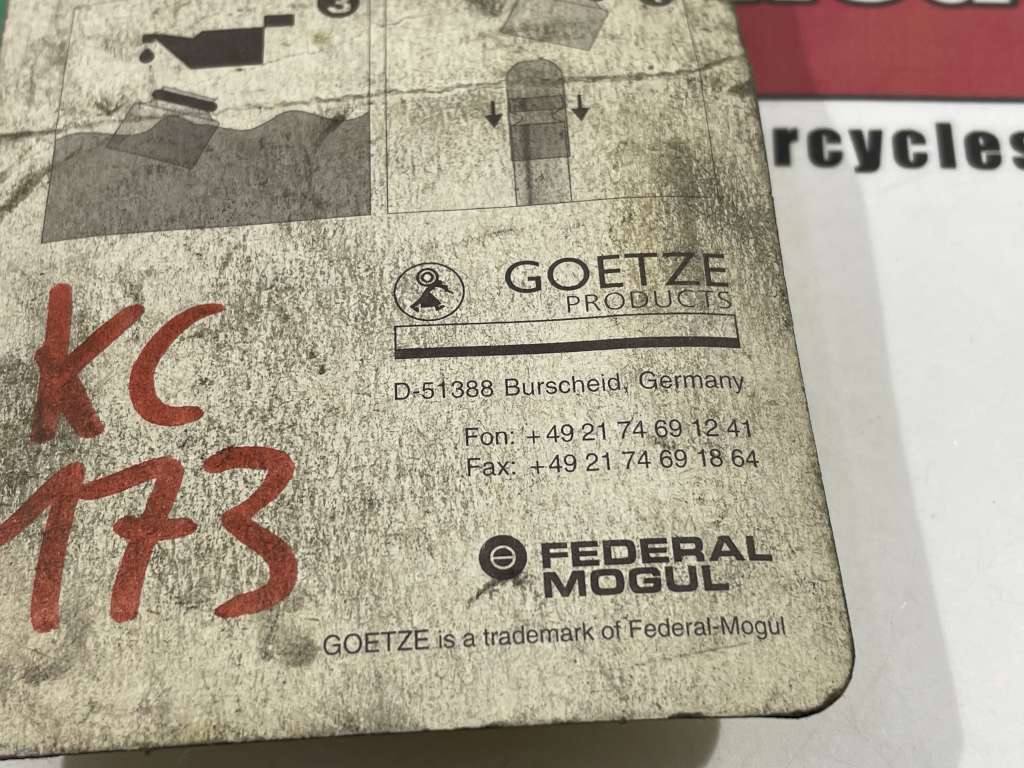 3
rcycles
GOETZE
PRODUCTS
D-51388 Burscheid, Germany
Fon: +49 21 74 69 12 41
Fax: +49 21 74 69 18 64
KC
173
FEDERAL
MOGUL
GOETZE is a trademark of Federal-Mogul